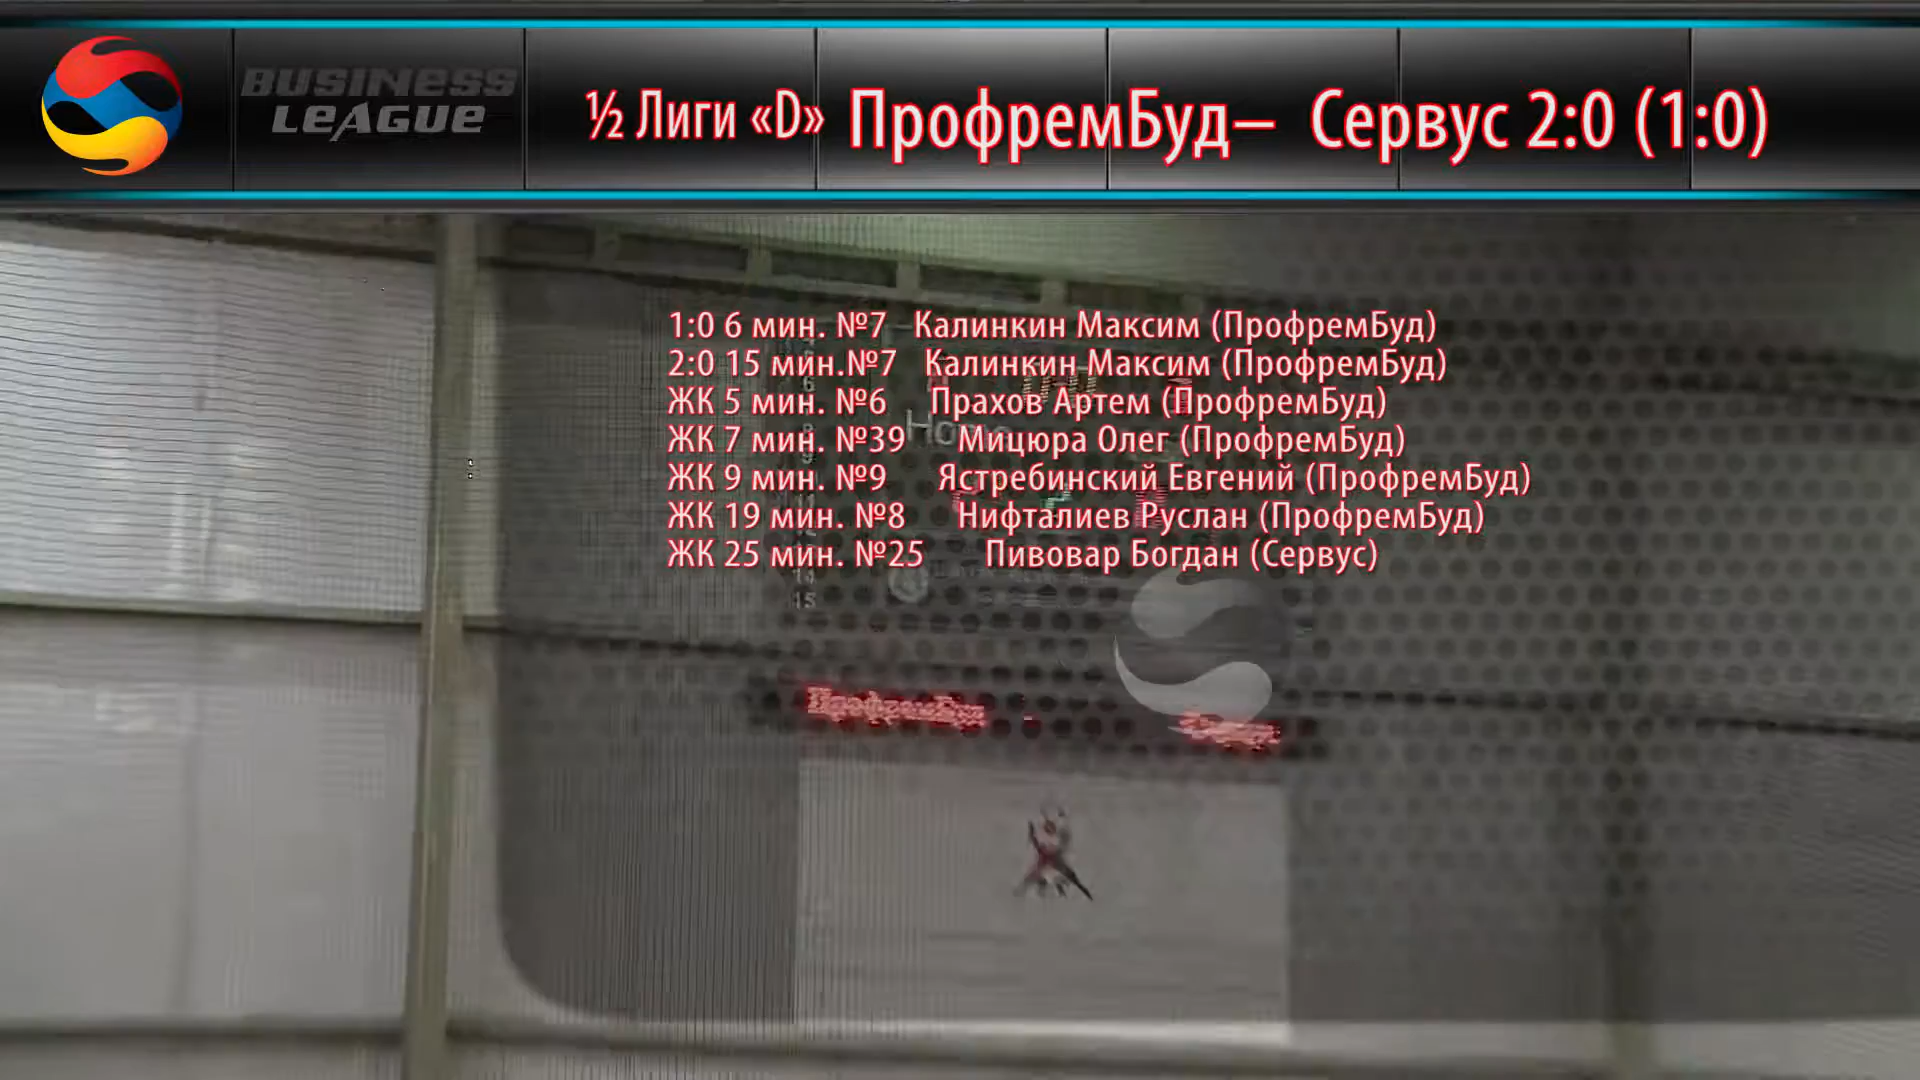 BUSINESS
LEAGUE
½ Лиги «D» ПрофремБуд– Сервус 2:0 (1:0)
1:0 6 мин. №7 Калинкин Максим (ПрофремБуд)
2:0 15 мин.№7 Калинкин Максим (ПрофремБуд)
ЖК 5 мин. №6 Прахов Артем (ПрофремБуд)
ЖК 7 мин. №39 Мицюра Олег (ПрофремБуд)
Home
ЖК 9 мин. №9 Ястребинский Евгений (ПрофремБуд)
ЖК 19 мин. №8 Нифталиев Руслан (ПрофремБуд)
ЖК 25 мин. №25 Пивовар Богдан (Сервус)
15
ПрофремБуд